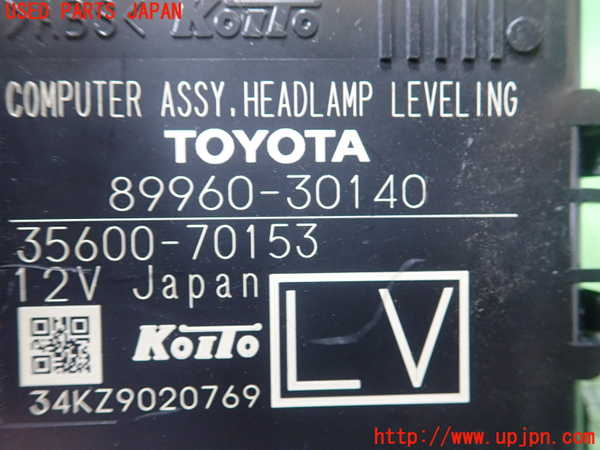 USED PARTS JAPAN
Koito
COMPUTER ASSY,HEADLAMP LEVELING
TOYOTA
89960-30140
35600-70153
12V Japan
Koito
LV
34KZ9020769
http://www.upjpn.com/